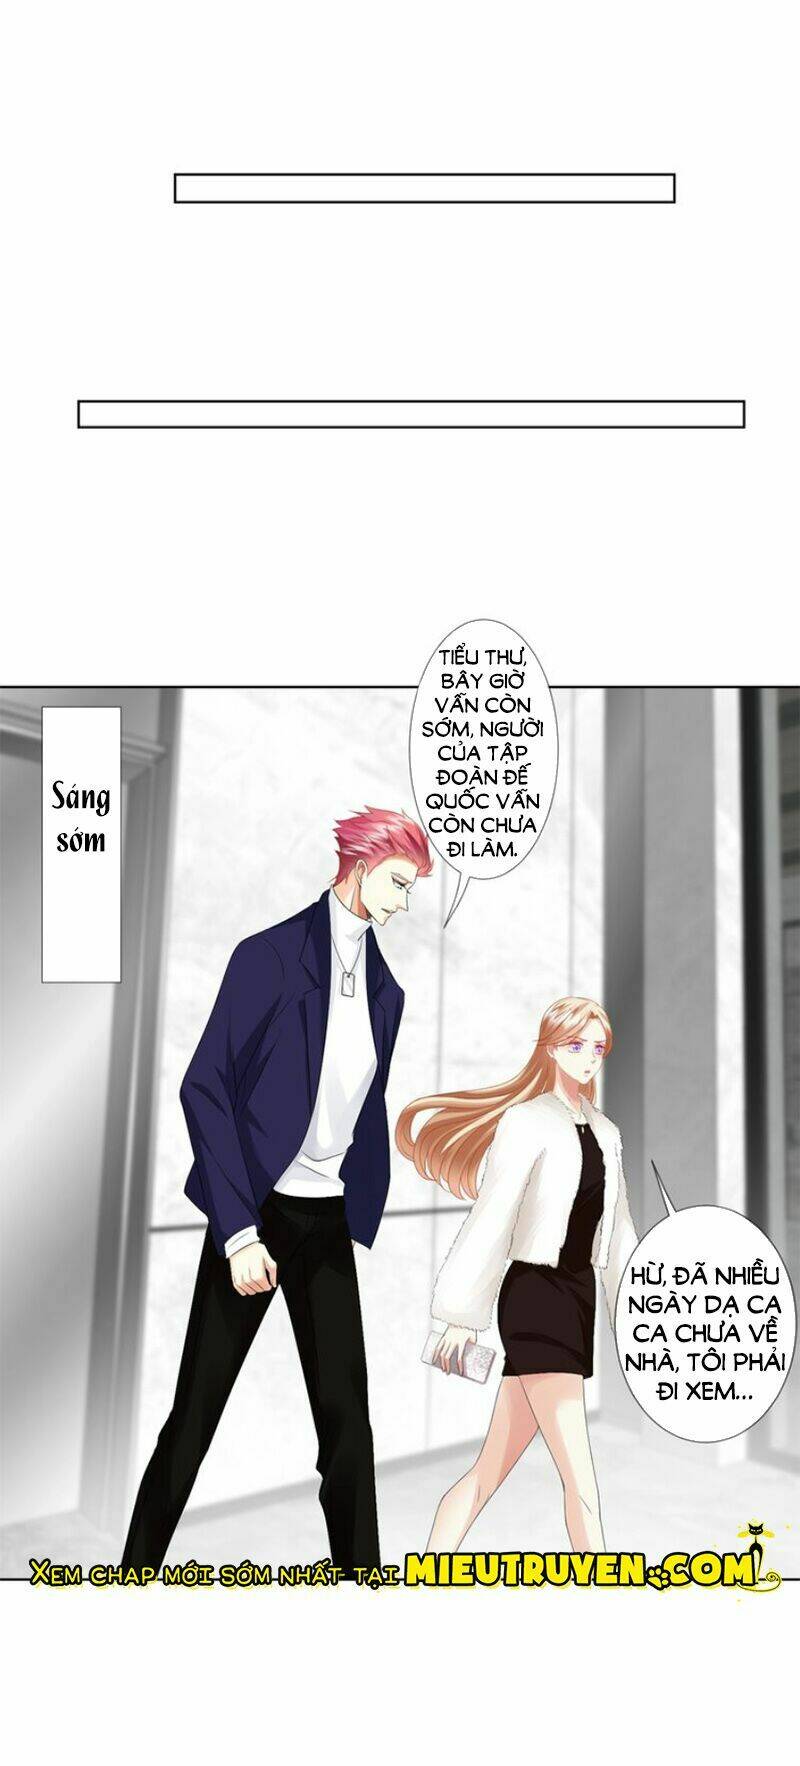 TIỂU THƯ,
BÂY GIỜ
VẪN CÒN
SỚM, NGƯỜI
CỦA TẬP
ĐOÀN ĐẾ
QUỐC VẪN
CÒN CHƯA
ĐI LÀM.
Sáng
sớm
HỪ, ĐÃ NHIỀU
NGÀY DẠ CA
CA CHƯA VỀ
NHÀ, TÔI PHẢI
ĐI XEM...
XEM CHAP MỚI SỚM NHẤT TẠI MIEUTRUYEN.COM